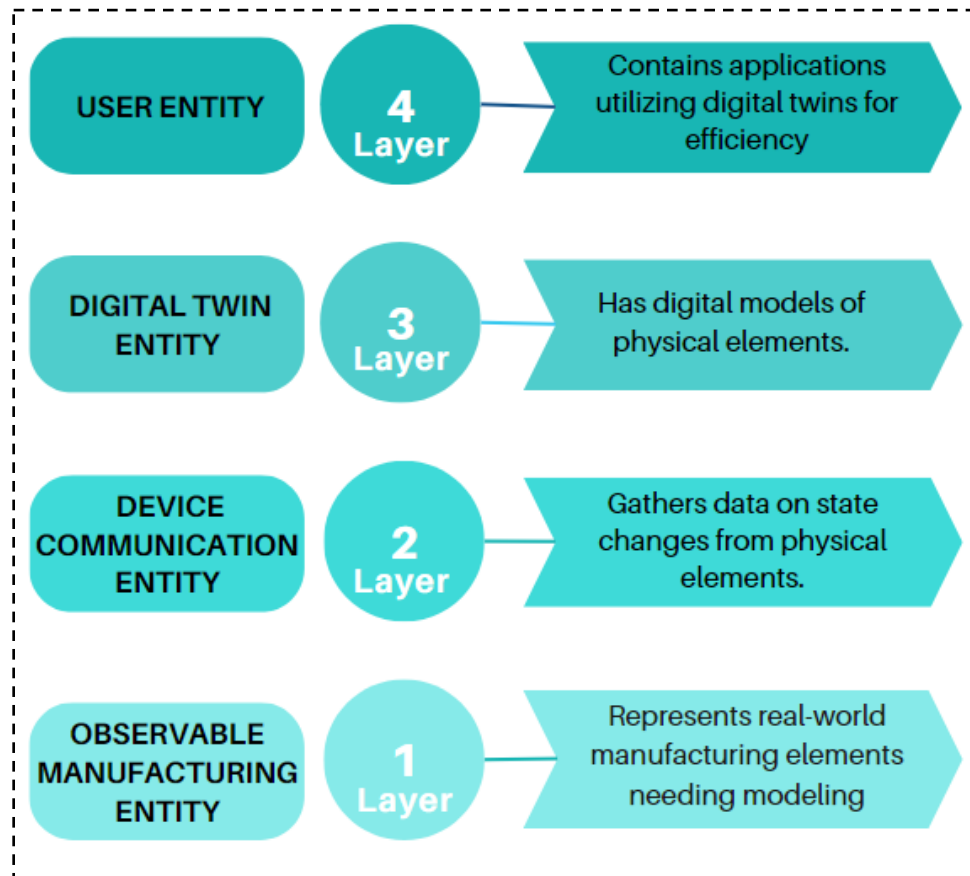 USER ENTITY
4
Layer
Contains applications
utilizing digital twins for
efficiency
DIGITAL TWIN
ENTITY
3
Layer
Has digital models of
physical elements.
DEVICE
COMMUNICATION
ENTITY
2
Layer
Gathers data on state
changes from physical
elements.
OBSERVABLE
MANUFACTURING
ENTITY
1
Layer
Represents real-world
manufacturing elements
needing modeling